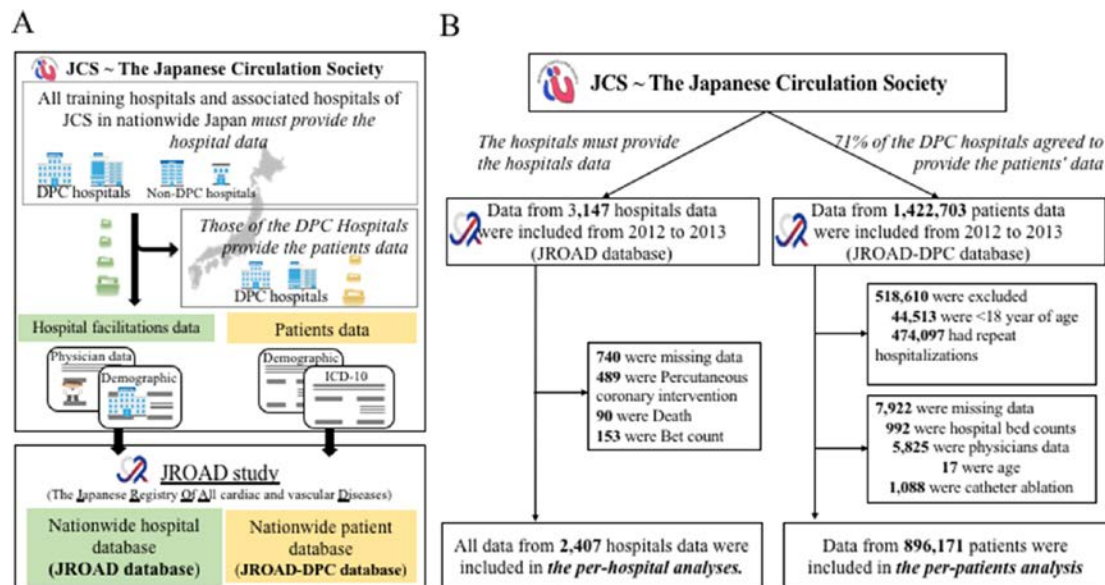 A
JCS ~ The Japanese Circulation Society
All training hospitals and associated hospitals of
JCS in nationwide Japan must provide the
hospital data
DPC hospitals
Non-DPC hospitals
Those of the DPC Hospitals
provide the patients data
DPC hospitals
Hospital facilitations data
Patients data
Physician data
Demographic
Demographic
ICD-10
JROAD study
(The Japanese Registry Of All cardiac and vascular Diseases)
Nationwide hospital
database
(JROAD database)
Nationwide patient
database
(JROAD-DPC database)
B
JCS ~ The Japanese Circulation Society
The hospitals must provide
the hospitals data
71% of the DPC hospitals agreed to
provide the patients' data
Data from 3,147 hospitals data
were included from 2012 to 2013
(JROAD database)
Data from 1,422,703 patients data
were included from 2012 to 2013
(JROAD-DPC database)
518,610 were excluded
44,513 were <18 year of age
474,097 had repeat
hospitalizations
740 were missing data
489 were Percutaneous
coronary intervention
90 were Death
153 were Bet count
7,922 were missing data
992 were hospital bed counts
5,825 were physicians data
17 were age
1,088 were catheter ablation
All data from 2,407 hospitals data were
included in the per-hospital analyses.
Data from 896,171 patients were
included in the per-patients analysis